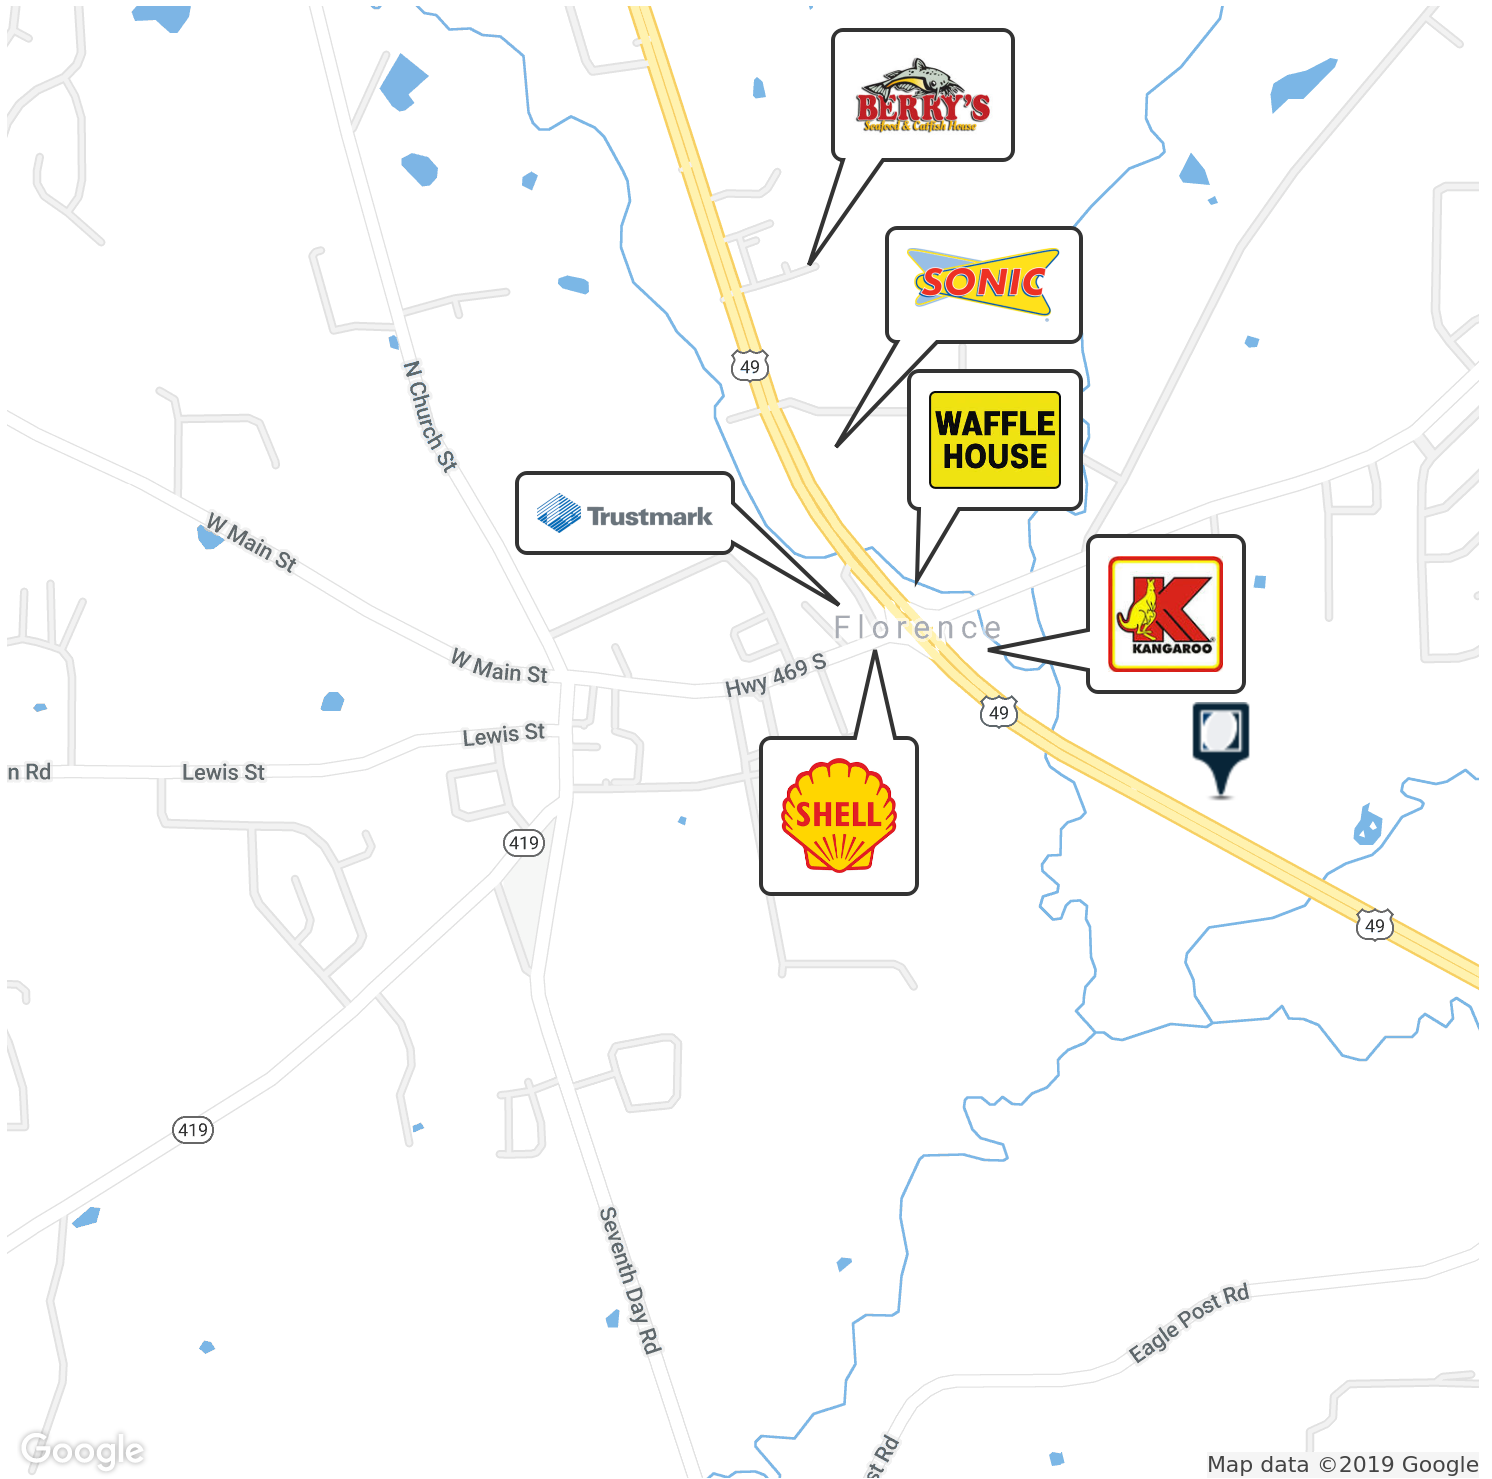 BERRY'S
Seafood & Catfish House
SONIC
49
N Church St
WAFFLE
HOUSE
Trustmark
W Main St
KANGAROO
Florence
W Main St
Hwy 469 S
49
Lewis St
n Rd
Lewis St
SHELL
419
49
419
Seventh Day Rd
Eagle Post Rd
st Rd
Google
Map data ©2019 Google